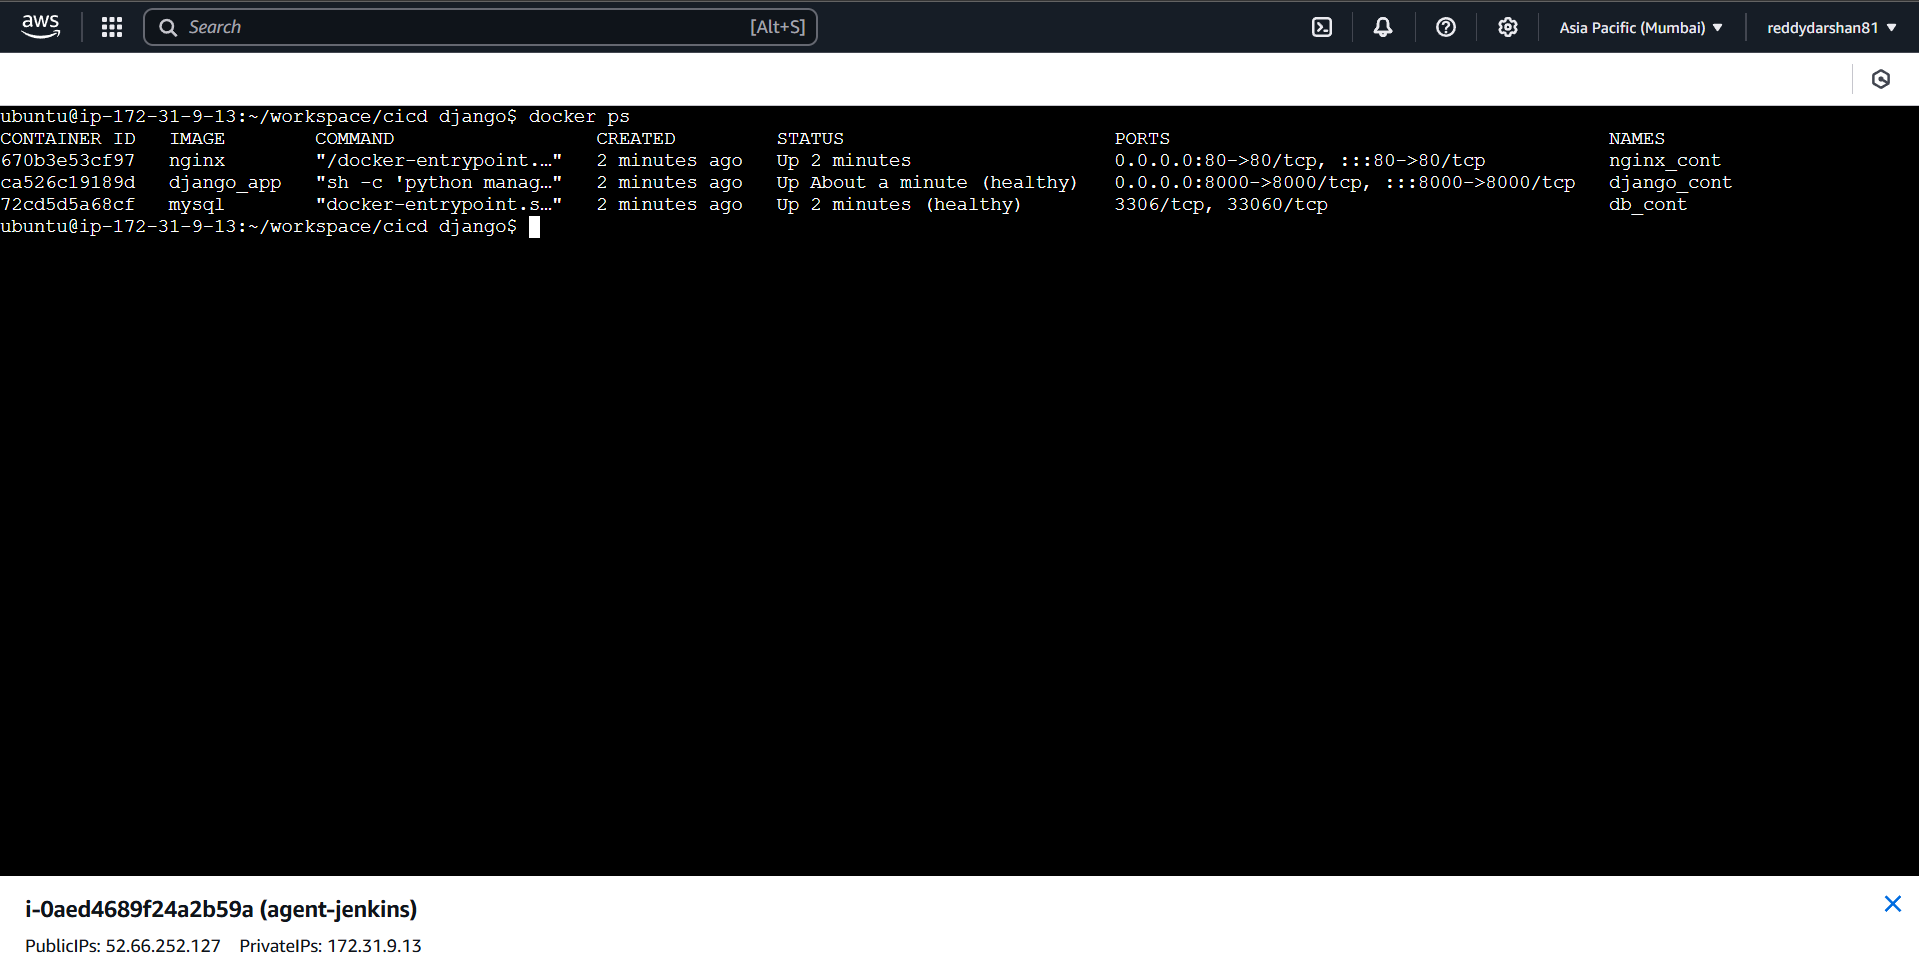 aws Search [Alt+S] Asia Pacific (Mumbai) reddydarshan81
ubuntu@ip-172-31-9-13:~/workspace/cicd django$ docker ps
CONTAINER ID IMAGE COMMAND CREATED STATUS PORTS NAMES
670b3e53cf97 nginx "/docker-entrypoint.…" 2 minutes ago Up 2 minutes 0.0.0.0:80->80/tcp, :::80->80/tcp nginx_cont
ca526c19189d django_app "sh -c 'python manag…" 2 minutes ago Up About a minute (healthy) 0.0.0.0:8000->8000/tcp, :::8000->8000/tcp django_cont
72cd5d5a68cf mysql "docker-entrypoint.s…" 2 minutes ago Up 2 minutes (healthy) 3306/tcp, 33060/tcp db_cont
ubuntu@ip-172-31-9-13:~/workspace/cicd django$
i-0aed4689f24a2b59a (agent-jenkins)
PublicIPs: 52.66.252.127 PrivateIPs: 172.31.9.13